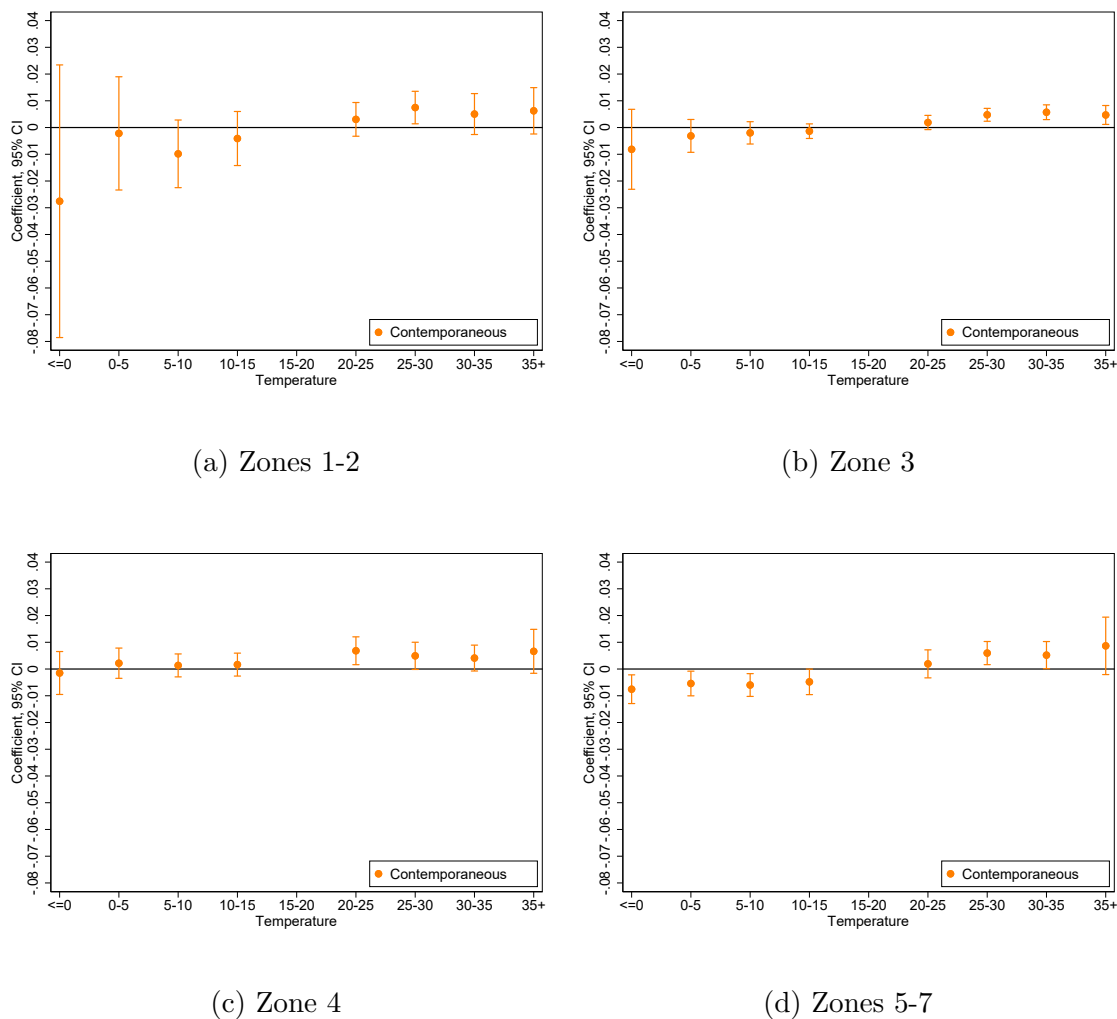 Coefficient, 95% CI
.04
.03
.02
.01
0
-.01
-.02
-.03
-.04
-.05
-.06
-.07
-.08
Contemporaneous
<=0 0-5 5-10 10-15 15-20 20-25 25-30 30-35 35+
Temperature
(a) Zones 1-2
Coefficient, 95% CI
.04
.03
.02
.01
0
-.01
-.02
-.03
-.04
-.05
-.06
-.07
-.08
Contemporaneous
<=0 0-5 5-10 10-15 15-20 20-25 25-30 30-35 35+
Temperature
(b) Zone 3
Coefficient, 95% CI
.04
.03
.02
.01
0
-.01
-.02
-.03
-.04
-.05
-.06
-.07
-.08
Contemporaneous
<=0 0-5 5-10 10-15 15-20 20-25 25-30 30-35 35+
Temperature
(c) Zone 4
Coefficient, 95% CI
.04
.03
.02
.01
0
-.01
-.02
-.03
-.04
-.05
-.06
-.07
-.08
Contemporaneous
<=0 0-5 5-10 10-15 15-20 20-25 25-30 30-35 35+
Temperature
(d) Zones 5-7